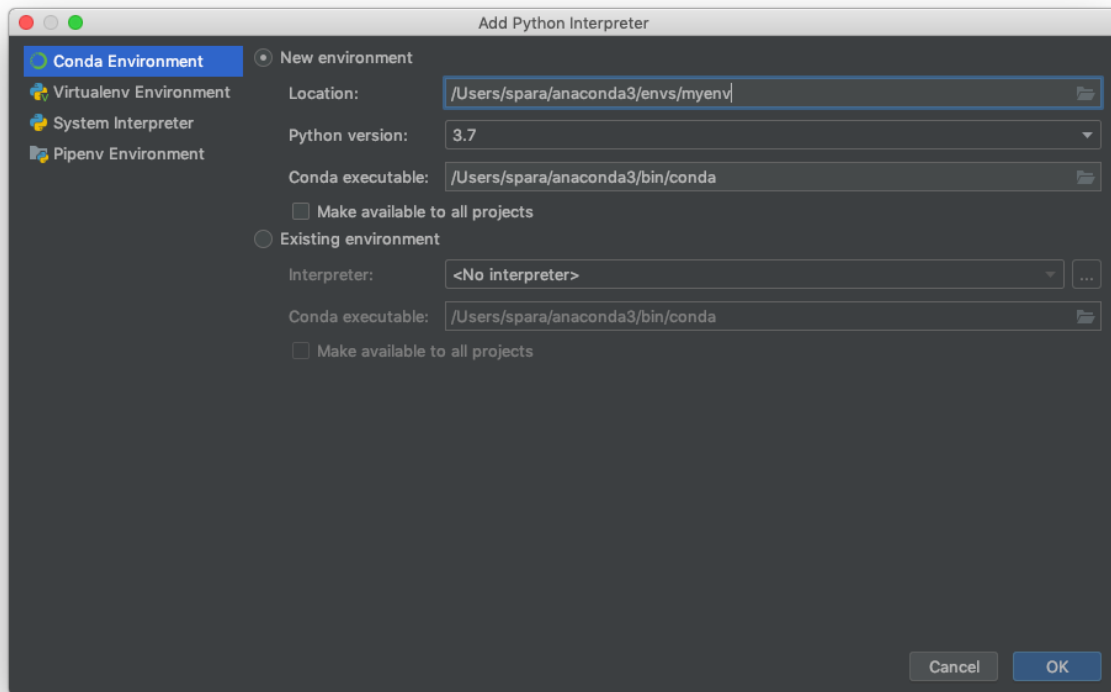 Add Python Interpreter
Conda Environment
Virtualenv Environment
System Interpreter
Pipenv Environment
New environment
Location: /Users/spara/anaconda3/envs/myenv
Python version: 3.7
Conda executable: /Users/spara/anaconda3/bin/conda
Make available to all projects
Existing environment
Interpreter: <No interpreter> ...
Conda executable: /Users/spara/anaconda3/bin/conda
Make available to all projects
Cancel OK